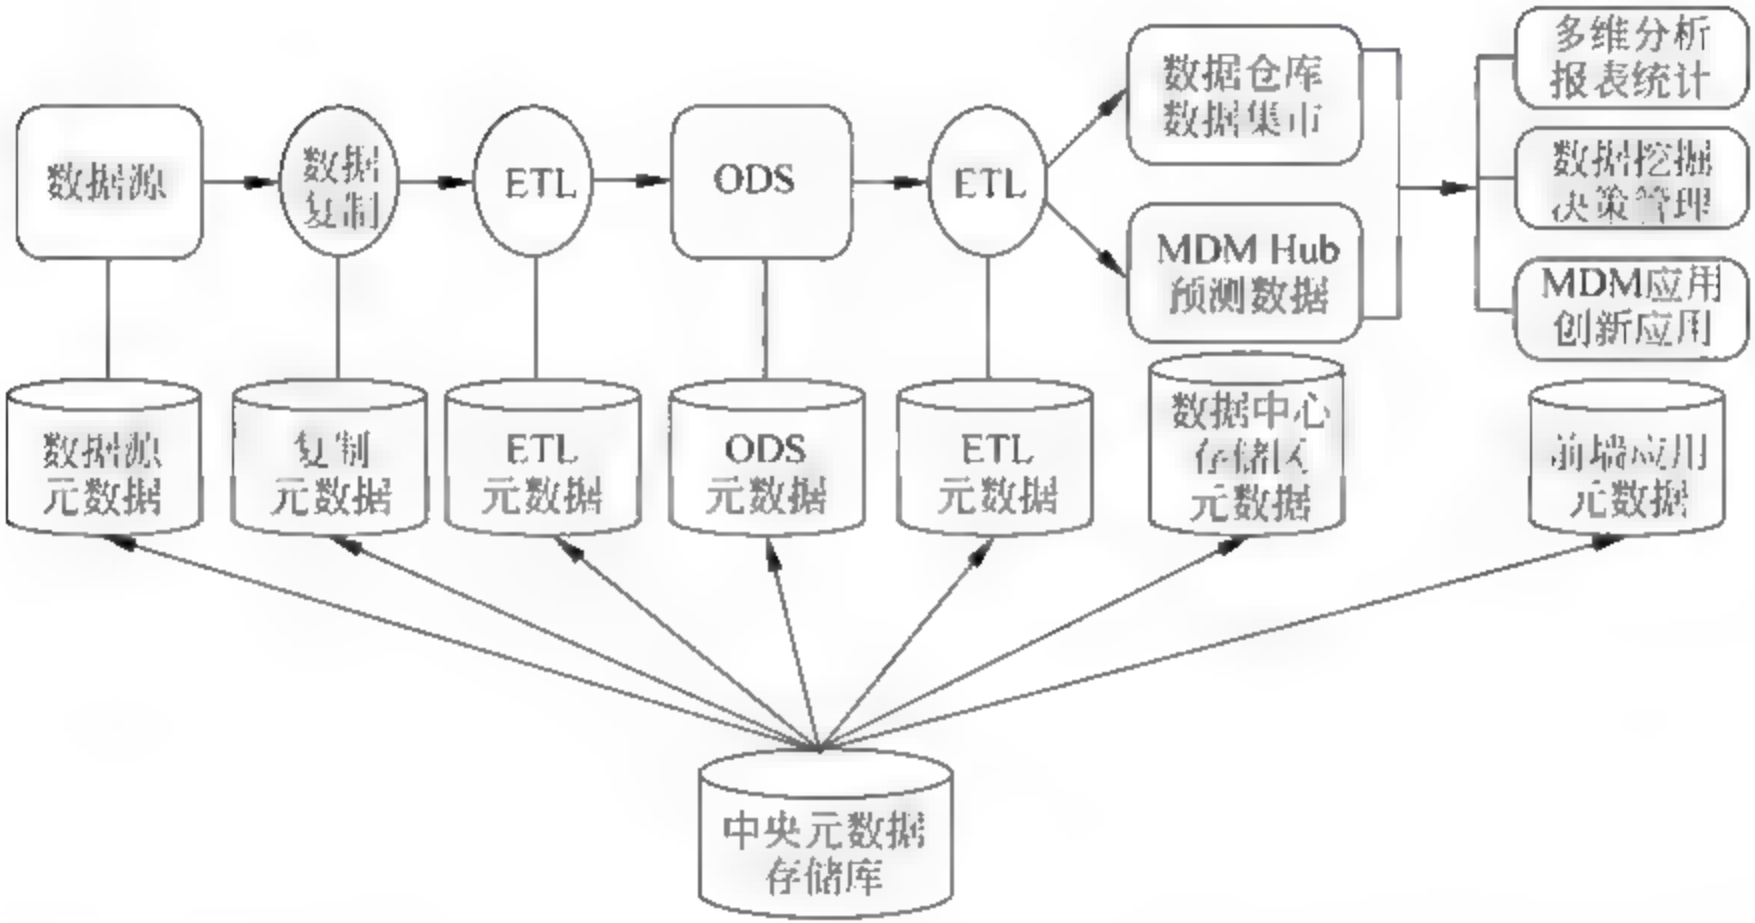 数据源
数据
复制
ETL
ODS
ETL
数据仓库
数据集市
MDM Hub
预测数据
多维分析
报表统计
数据挖掘
决策管理
MDM应用
创新应用
数据源
元数据
复制
元数据
ETL
元数据
ODS
元数据
ETL
元数据
数据中心
存储区
元数据
前端应用
元数据
中央元数据
存储库